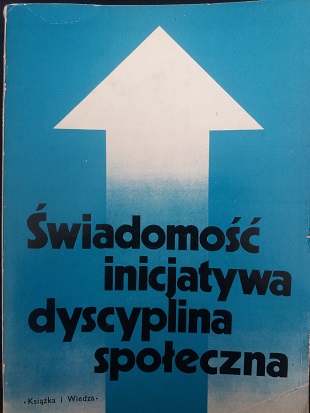 Świadomość
inicjatywa
dyscyplina
społeczna
• Książka i Wiedza •